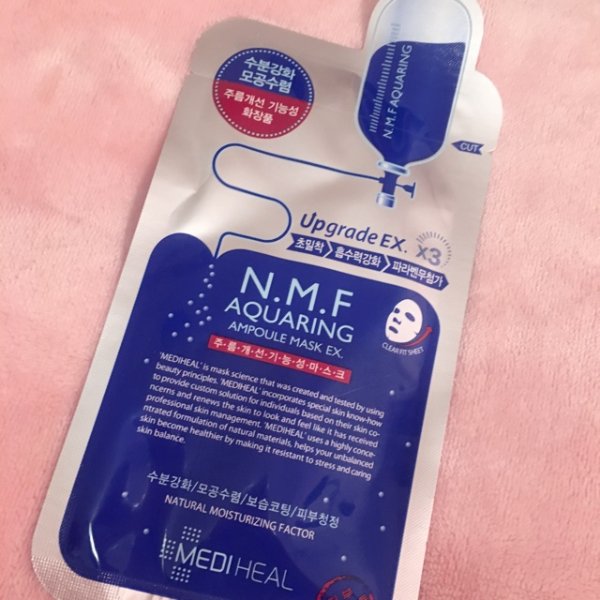 수분강화
모공수렴
주름개선 기능성
화장품
N.M.F AQUARING
CUT
Upgrade EX. x3
초밀착 흡수력강화 파라벤무첨가
N.M.F
AQUARING
AMPOULE MASK EX.
주·름·개·선·기·능·성·마·스·크
CLEAR FIT SHEET
'MEDIHEAL' is mask science that was created and tested by using
beauty principles. 'MEDIHEAL' incorporates special skin know-how
to provide custom solution for individuals based on their skin co-
ncerns and renews the skin to look and feel like it has received
professional skin management. 'MEDIHEAL' uses a highly conce-
ntrated formulation of natural materials, helps your unbalanced
skin become healthier by making it resistant to stress and caring
skin balance.
수분강화/모공수렴/보습코팅/피부청정
NATURAL MOISTURIZING FACTOR
MEDIHEAL